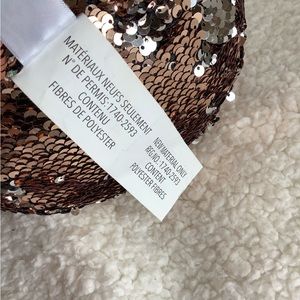 MATÉRIAUX NEUFS SEULEMENT
N° DE PERMIS:1740-2593
CONTENU
FIBRES DE POLYESTER
NEW MATERIAL ONLY
REG NO. 1740-2593
CONTENT
POLYESTER FIBRES